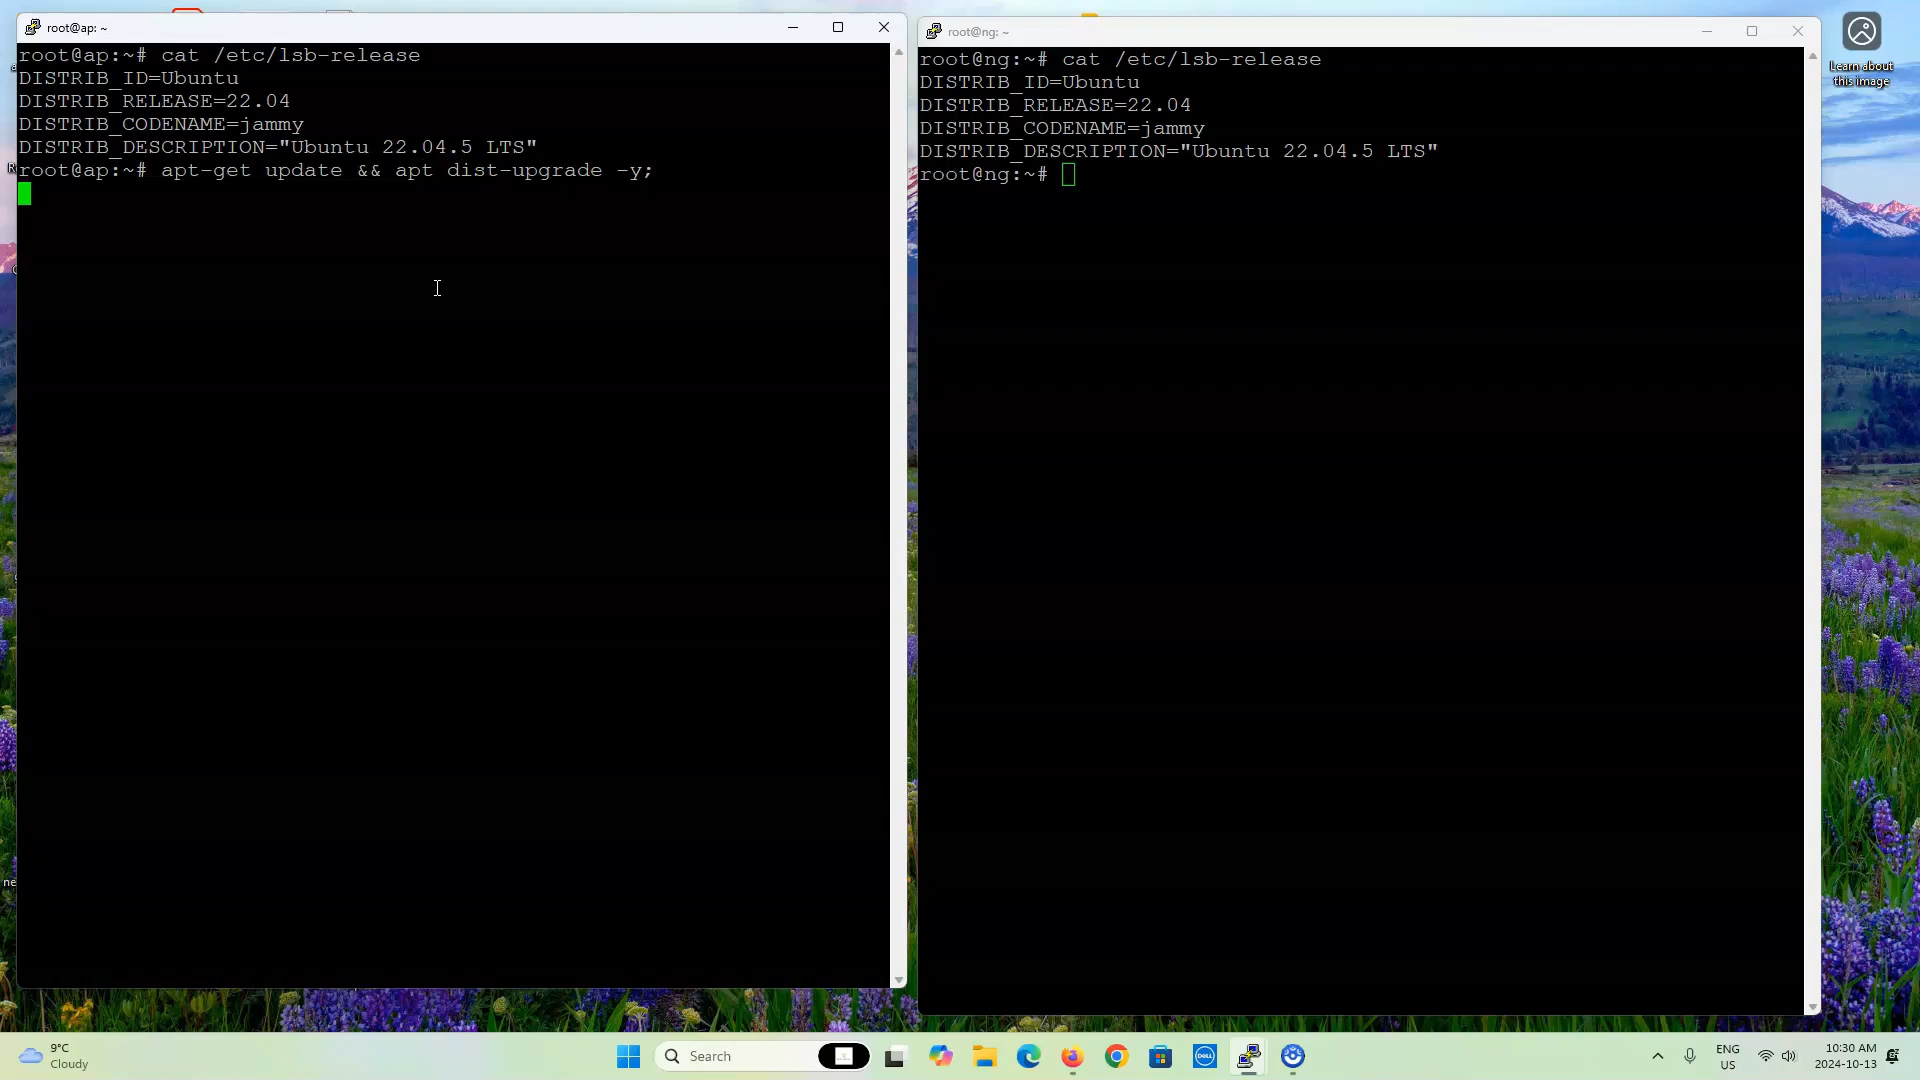 root@ap: ~
root@ap:~# cat /etc/lsb-release
DISTRIB_ID=Ubuntu
DISTRIB_RELEASE=22.04
DISTRIB_CODENAME=jammy
DISTRIB_DESCRIPTION="Ubuntu 22.04.5 LTS"
root@ap:~# apt-get update && apt dist-upgrade -y;
root@ng: ~
root@ng:~# cat /etc/lsb-release
DISTRIB_ID=Ubuntu
DISTRIB_RELEASE=22.04
DISTRIB_CODENAME=jammy
DISTRIB_DESCRIPTION="Ubuntu 22.04.5 LTS"
root@ng:~#
Learn about
this image
9°C
Cloudy
Search
DELL
ENG
US
10:30 AM
2024-10-13